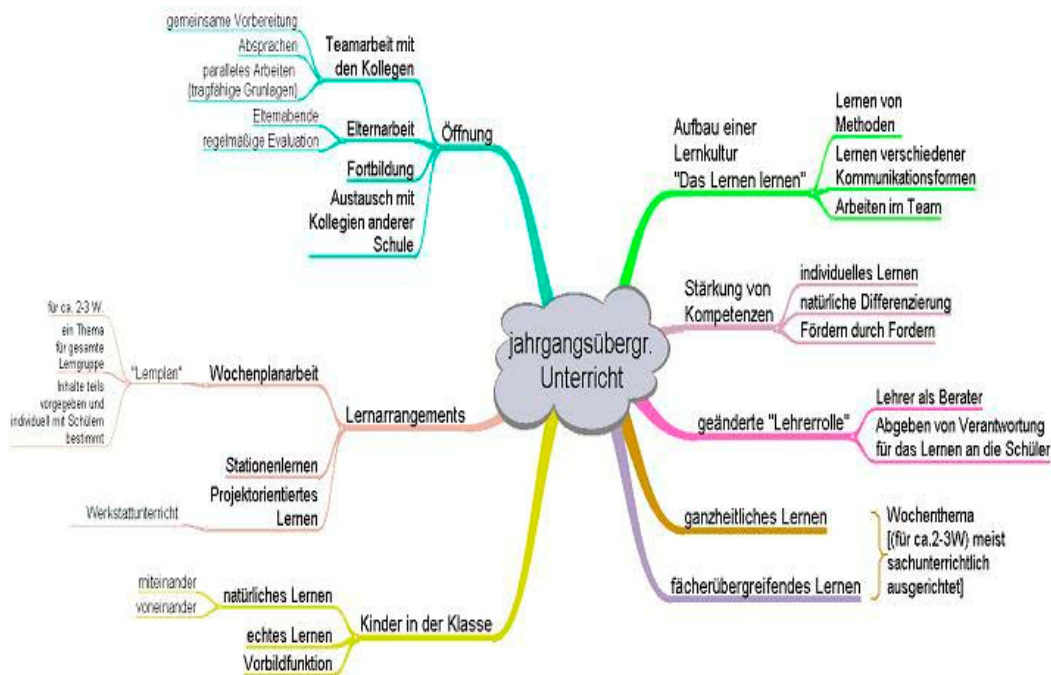 jahrgangsübergr.
Unterricht
Öffnung
Teamarbeit mit
den Kollegen
gemeinsame Vorbereitung
Absprachen
paralleles Arbeiten
(tragfähige Grunlagen)
Elternarbeit
Elternabende
regelmäßige Evaluation
Fortbildung
Austausch mit
Kollegien anderer
Schule
Aufbau einer
Lernkultur
"Das Lernen lernen"
Lernen von
Methoden
Lernen verschiedener
Kommunikationsformen
Arbeiten im Team
Stärkung von
Kompetenzen
individuelles Lernen
natürliche Differenzierung
Fördern durch Fordern
geänderte "Lehrerrolle"
Lehrer als Berater
Abgeben von Verantwortung
für das Lernen an die Schüler
ganzheitliches Lernen
fächerübergreifendes Lernen
Wochenthema
[(für ca.2-3W) meist
sachunterrichtlich
ausgerichtet]
Lernarrangements
Wochenplanarbeit
"Lernplan"
für ca. 2-3 W.
ein Thema
für gesamte
Lerngruppe
Inhalte teils
vorgegeben und
individuell mit Schülern
bestimmt
Stationenlernen
Projektorientiertes
Lernen
Werkstattunterricht
Kinder in der Klasse
natürliches Lernen
miteinander
voneinander
echtes Lernen
Vorbildfunktion